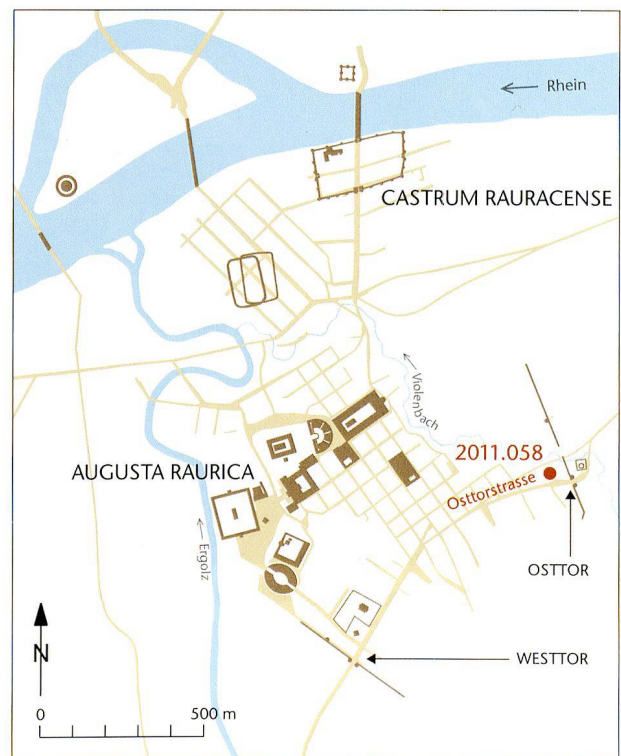 Rhein
CASTRUM RAURACENSE
Violenbach
2011.058
AUGUSTA RAURICA
Osttorstrasse
Ergolz
OSTTOR
N
WESTTOR
0 500 m